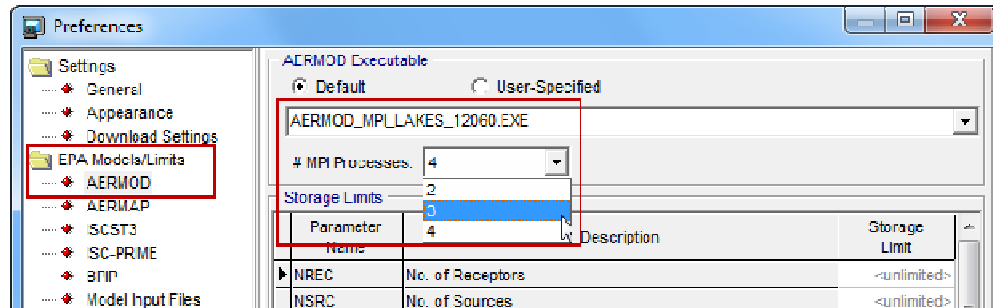 Preferences
Settings
General
Appearance
Download Settings
EPA Models/Limits
AERMOD
AERMAP
ISCST3
ISC-PRIME
BPIP
Model Input Files
AERMOD Executable
Default User-Specified
AERMOD_MPI_LAKES_12060.EXE
# MPI Processes: 4
2
3
4
Storage Limits
Parameter Name Description Storage Limit
NREC No. of Receptors <unlimited>
NSRC No. of Sources <unlimited>